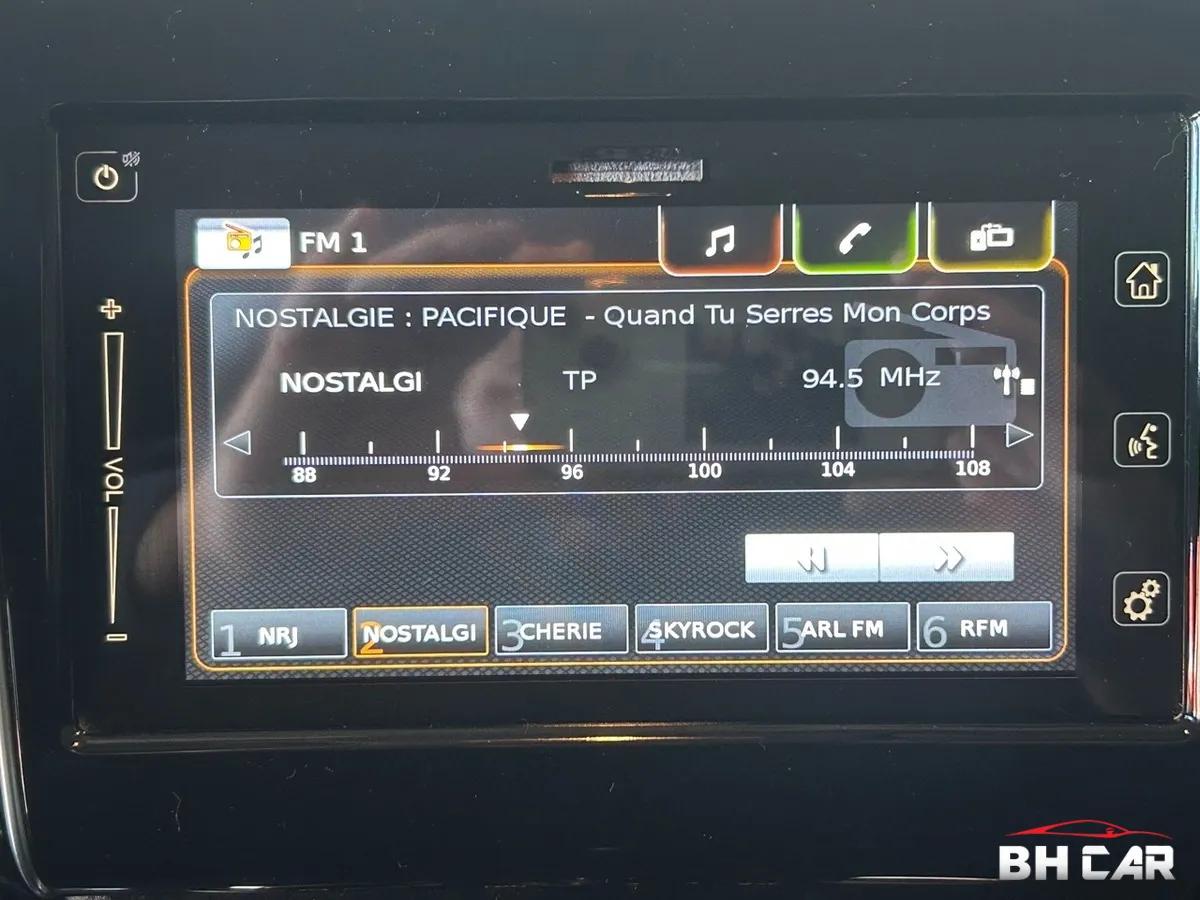 FM 1
NOSTALGIE : PACIFIQUE - Quand Tu Serres Mon Corps
NOSTALGI TP 94.5 MHz
88 92 96 100 104 108
+
VOL
-
1 NRJ 2 NOSTALGI 3 CHERIE 4 SKYROCK 5 ARL FM 6 RFM
BH CAR